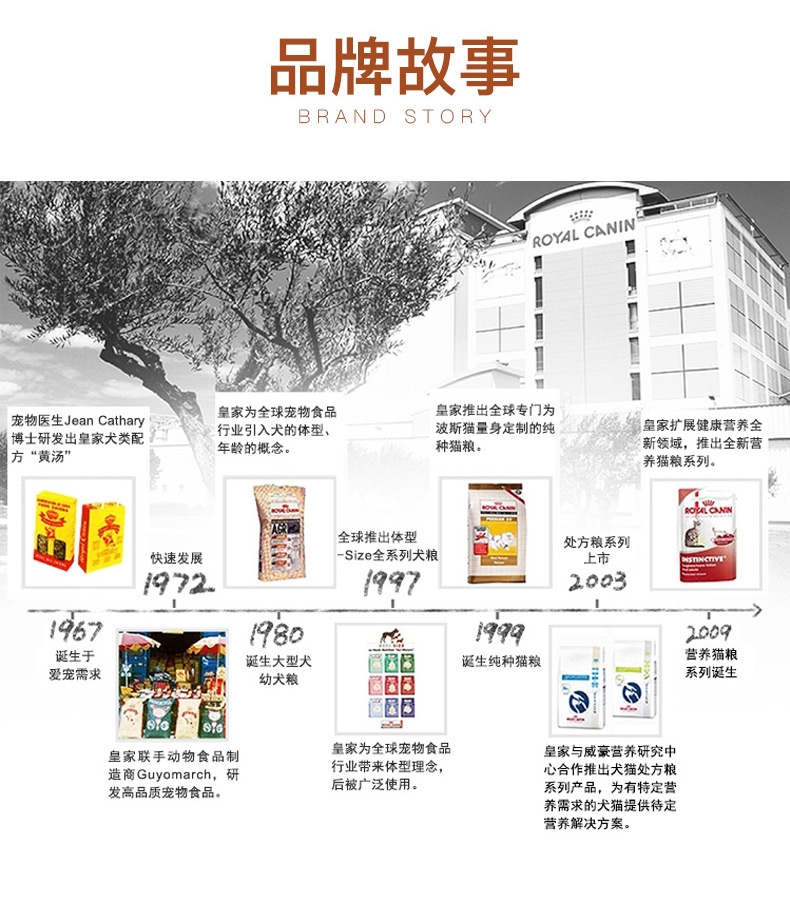 品牌故事
BRAND STORY
ROYAL CANIN
宠物医生Jean Cathary
博士研发出皇家犬类配
方“黄汤”
皇家为全球宠物食品
行业引入犬的体型、
年龄的概念。
皇家推出全球专门为
波斯猫量身定制的纯
种猫粮。
皇家扩展健康营养全
新领域，推出全新营
养猫粮系列。
快速发展
1972
全球推出体型
-Size全系列犬粮
1997
处方粮系列
上市
2003
ROYAL CANIN
ROYAL CANIN
PERSIAN 30
ROYAL CANIN
INSTINCTIVE
1967
诞生于
爱宠需求
1980
诞生大型犬
幼犬粮
1999
诞生纯种猫粮
2009
营养猫粮
系列诞生
皇家联手动物食品制
造商Guyomarch，研
发高品质宠物食品。
皇家为全球宠物食品
行业带来体型理念，
后被广泛使用。
皇家与威豪营养研究中
心合作推出犬猫处方粮
系列产品，为有特定营
养需求的犬猫提供待定
营养解决方案。